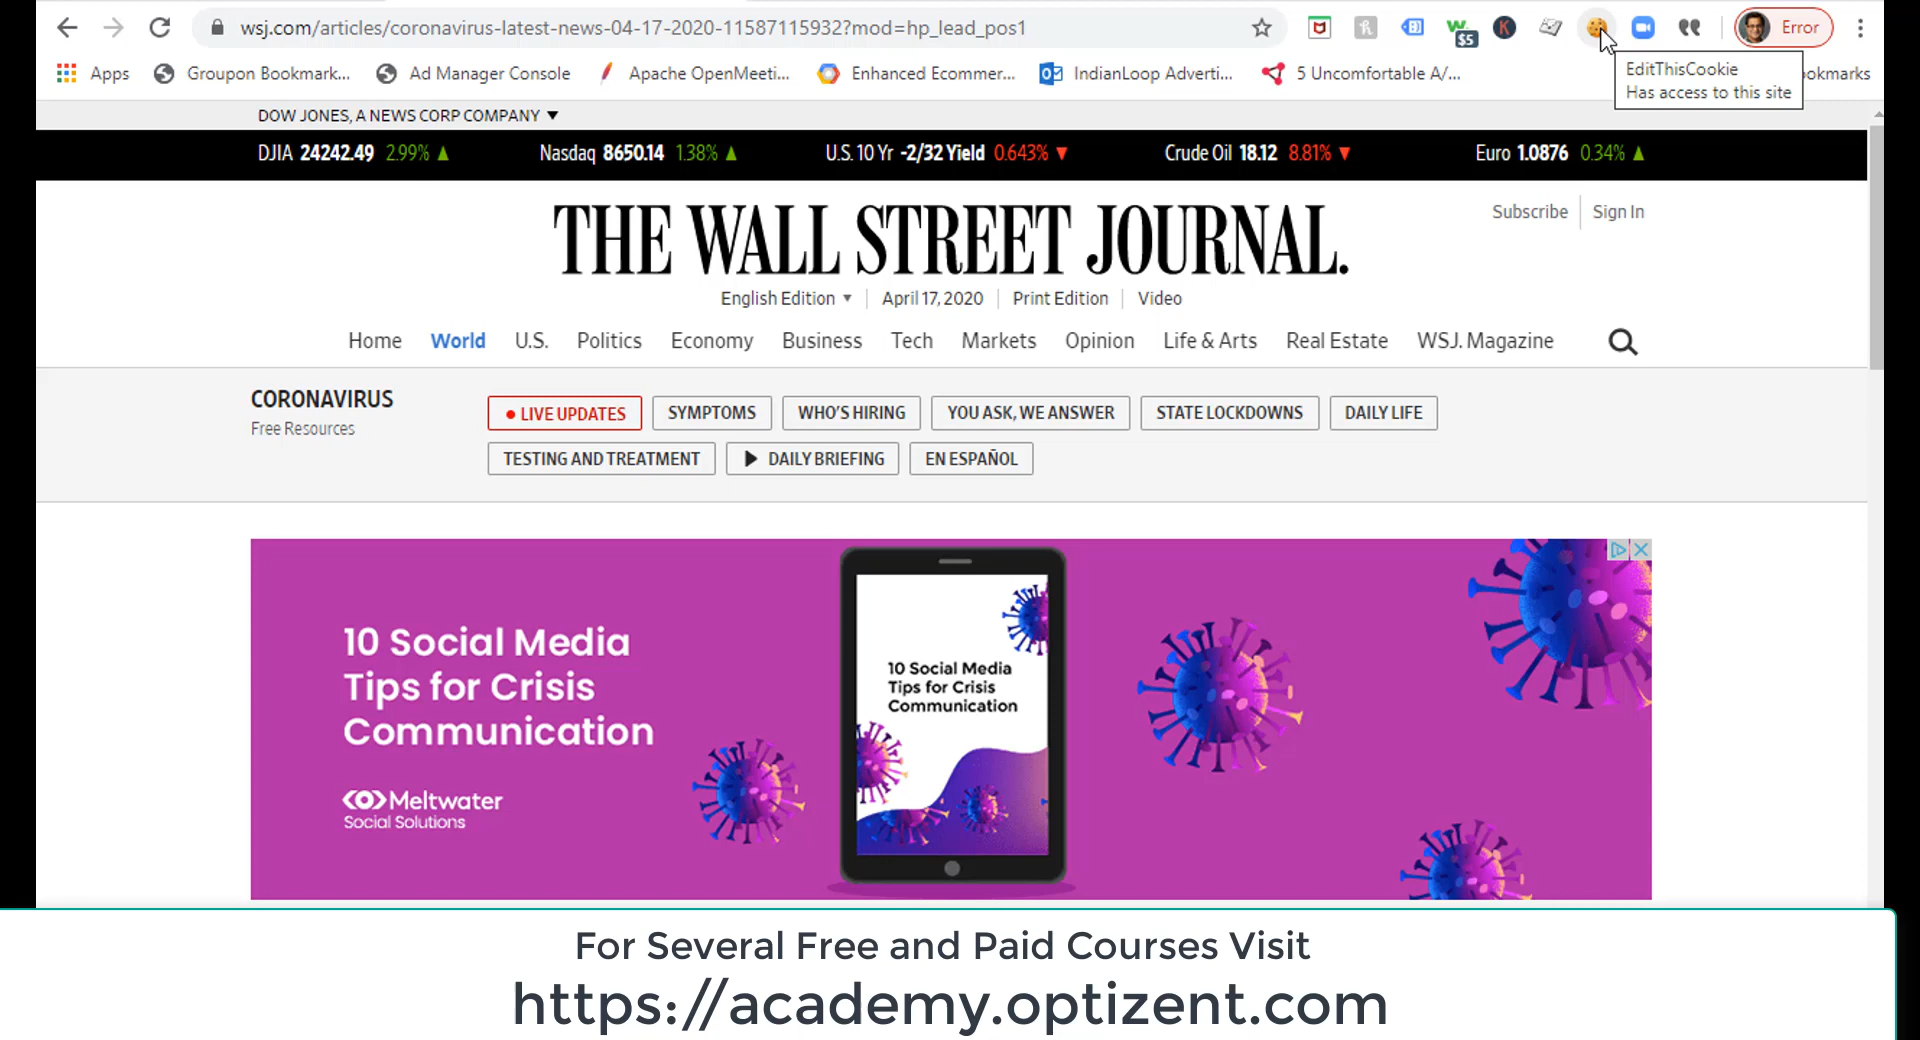 wsj.com/articles/coronavirus-latest-news-04-17-2020-11587115932?mod=hp_lead_pos1
$5
K
Error
Apps
Groupon Bookmark...
Ad Manager Console
Apache OpenMeeti...
Enhanced Ecommer...
IndianLoop Adverti...
5 Uncomfortable A/...
ookmarks
EditThisCookie
Has access to this site
DOW JONES, A NEWS CORP COMPANY ▼
DJIA 24242.49 2.99% ▲
Nasdaq 8650.14 1.38% ▲
U.S. 10 Yr -2/32 Yield 0.643% ▼
Crude Oil 18.12 8.81% ▼
Euro 1.0876 0.34% ▲
THE WALL STREET JOURNAL.
Subscribe
Sign In
English Edition ▼
April 17, 2020
Print Edition
Video
Home
World
U.S.
Politics
Economy
Business
Tech
Markets
Opinion
Life & Arts
Real Estate
WSJ. Magazine
CORONAVIRUS
Free Resources
LIVE UPDATES
SYMPTOMS
WHO'S HIRING
YOU ASK, WE ANSWER
STATE LOCKDOWNS
DAILY LIFE
TESTING AND TREATMENT
DAILY BRIEFING
EN ESPAÑOL
10 Social Media
Tips for Crisis
Communication
Meltwater
Social Solutions
10 Social Media
Tips for Crisis
Communication
For Several Free and Paid Courses Visit
https://academy.optizent.com